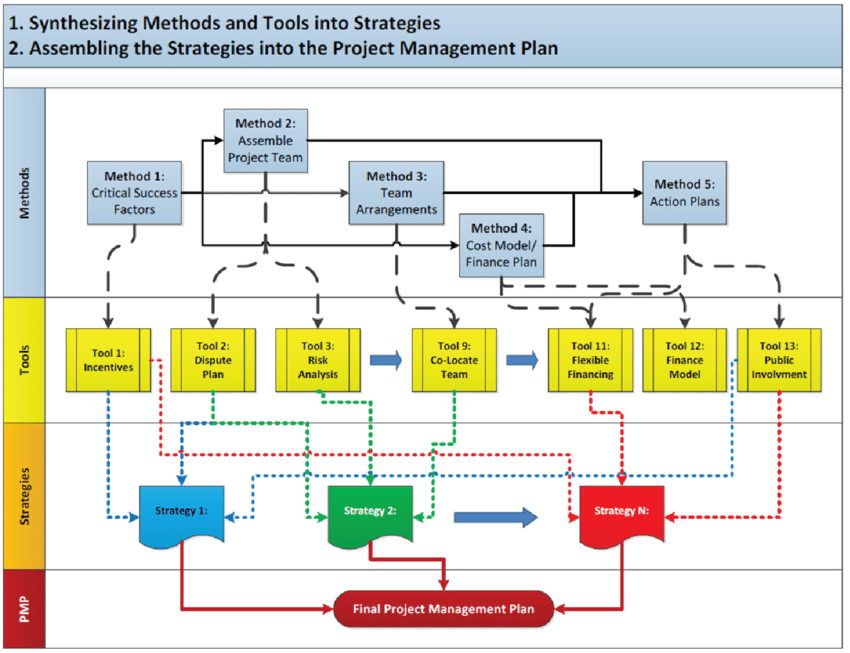 1. Synthesizing Methods and Tools into Strategies
2. Assembling the Strategies into the Project Management Plan
Methods
Method 1:
Critical Success
Factors
Method 2:
Assemble
Project Team
Method 3:
Team
Arrangements
Method 4:
Cost Model/
Finance Plan
Method 5:
Action Plans
Tools
Tool 1:
Incentives
Tool 2:
Dispute
Plan
Tool 3:
Risk
Analysis
Tool 9:
Co-Locate
Team
Tool 11:
Flexible
Financing
Tool 12:
Finance
Model
Tool 13:
Public
Involvment
Strategies
Strategy 1:
Strategy 2:
Strategy N:
PMP
Final Project Management Plan